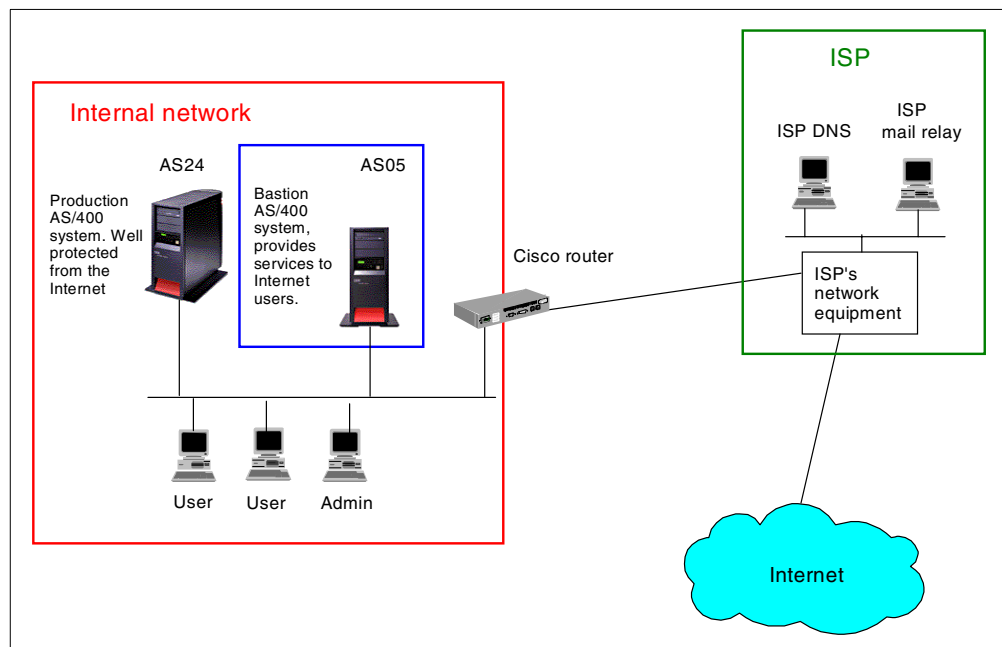 Internal network
AS24
Production
AS/400
system. Well
protected
from the
Internet
AS05
Bastion
AS/400
system,
provides
services to
Internet
users.
User
User
Admin
Cisco router
ISP
ISP DNS
ISP
mail relay
ISP's
network
equipment
Internet